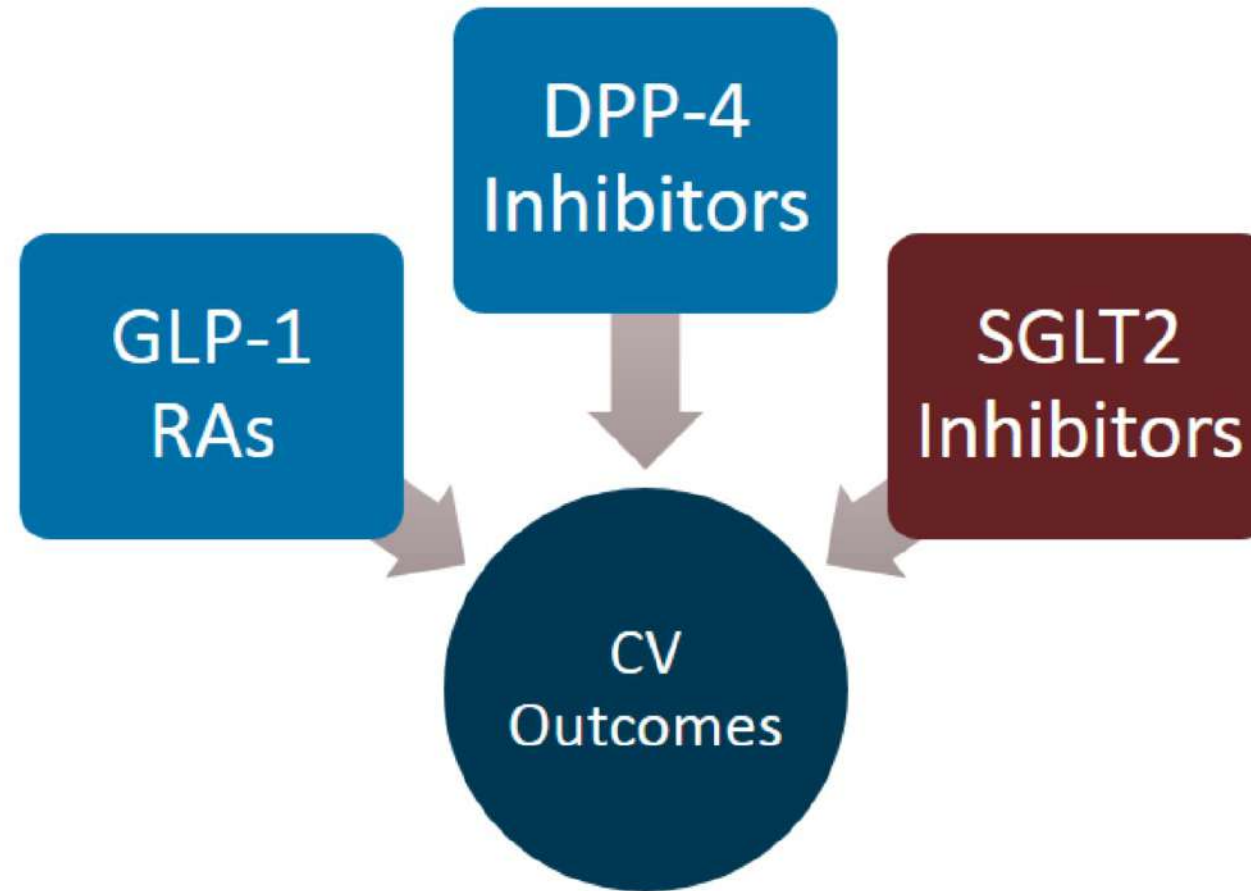 DPP-4
Inhibitors
GLP-1
RAs
SGLT2
Inhibitors
CV
Outcomes